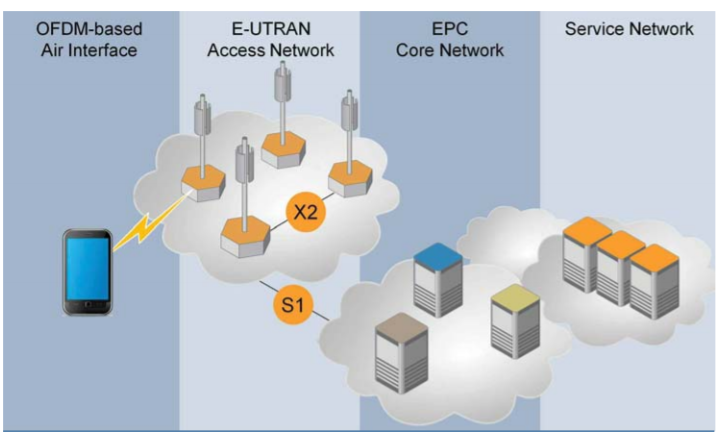 OFDM-based
Air Interface
E-UTRAN
Access Network
EPC
Core Network
Service Network
X2
S1